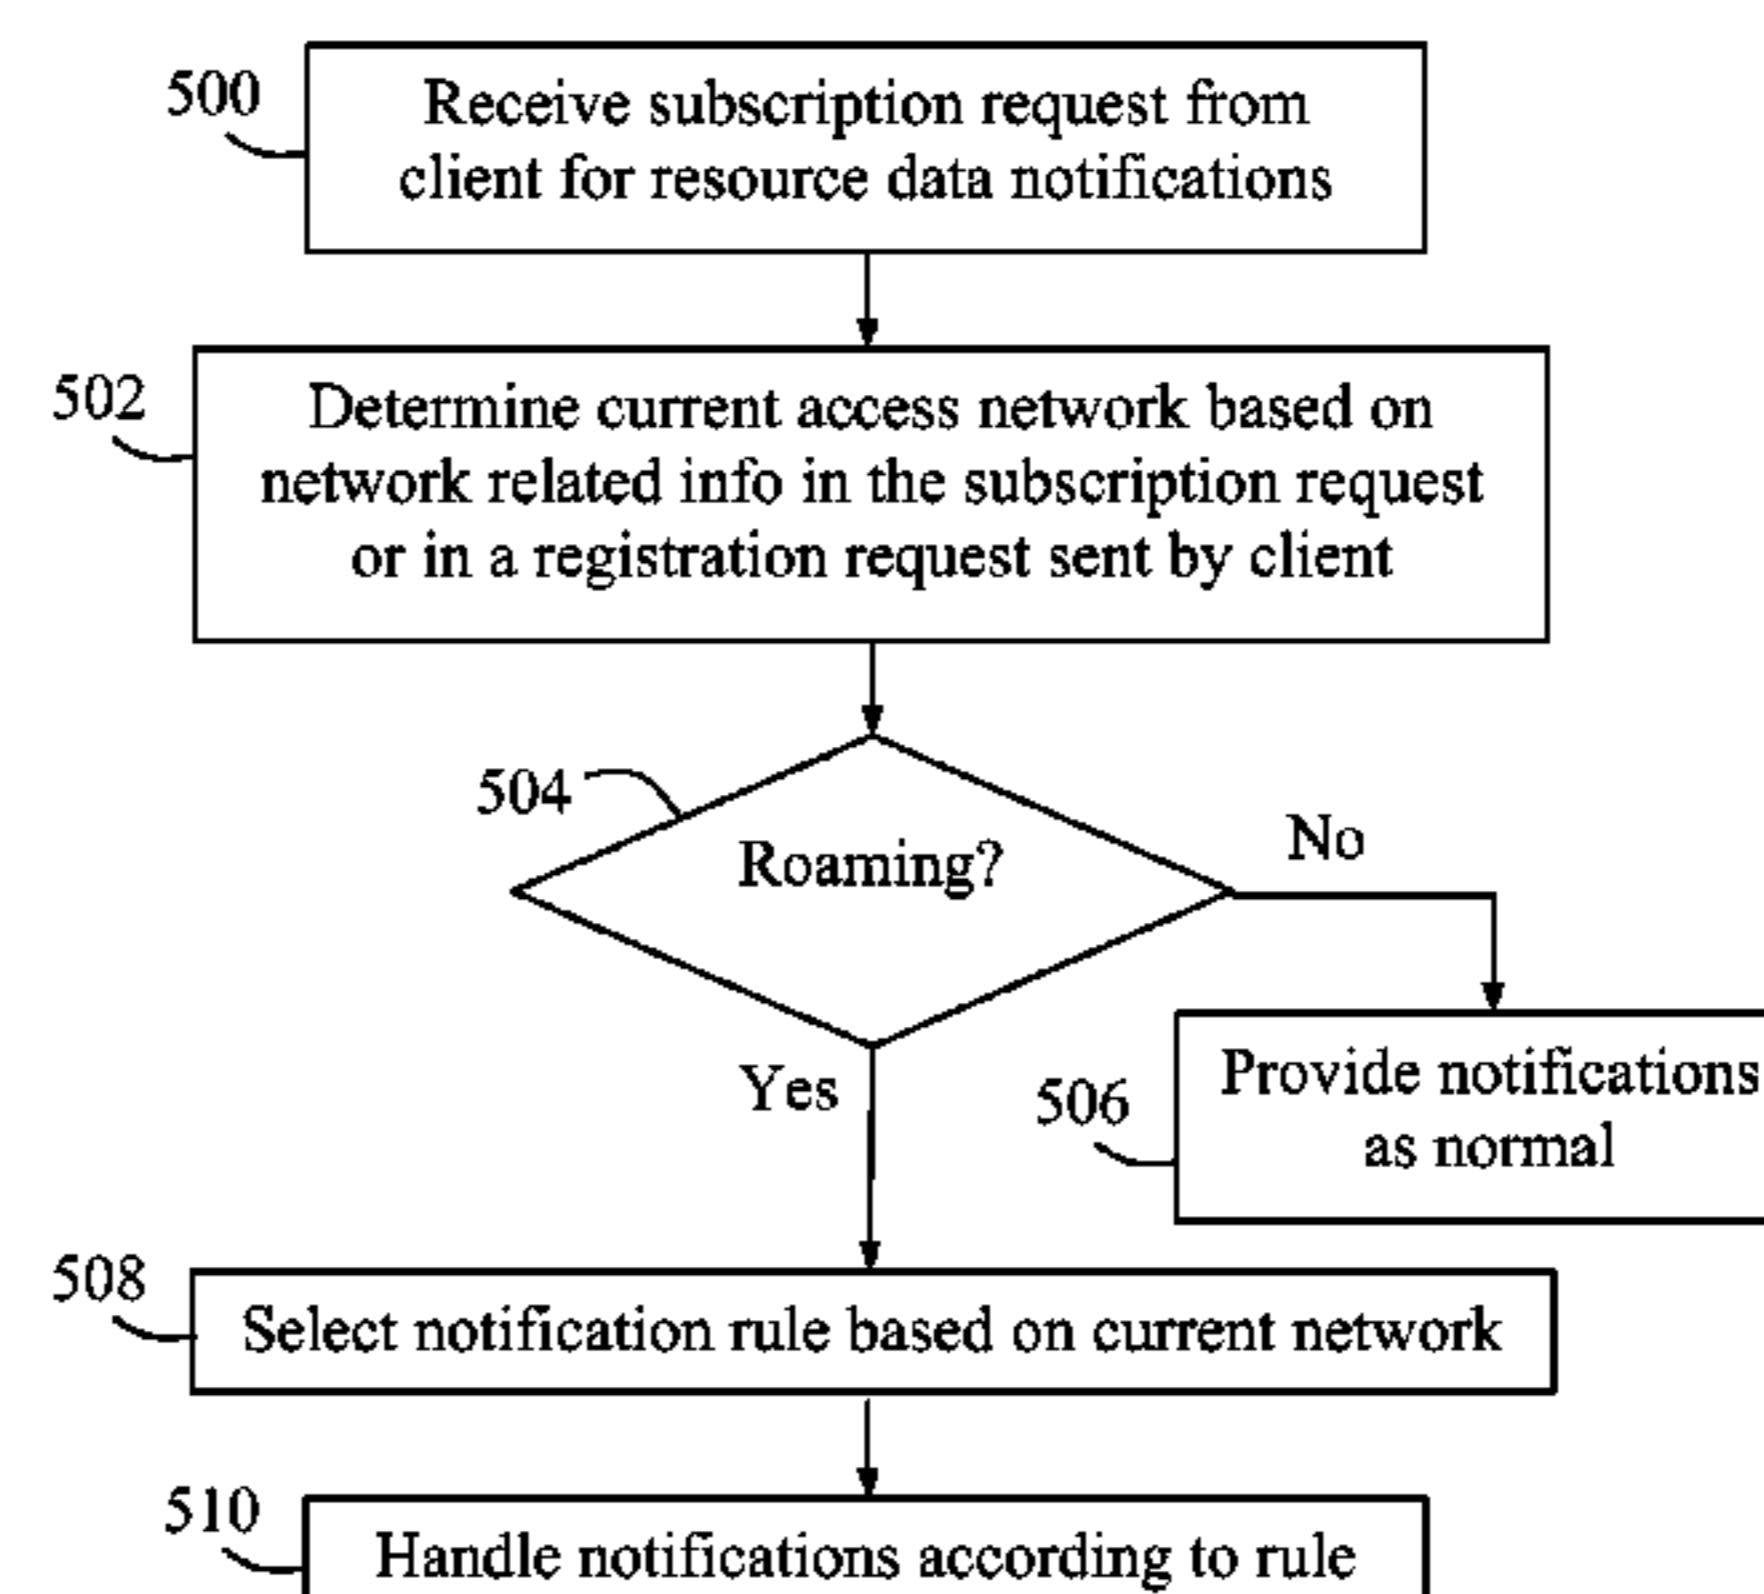 500
Receive subscription request from
client for resource data notifications
502
Determine current access network based on
network related info in the subscription request
or in a registration request sent by client
504
Roaming?
No
Yes
506
Provide notifications
as normal
508
Select notification rule based on current network
510
Handle notifications according to rule